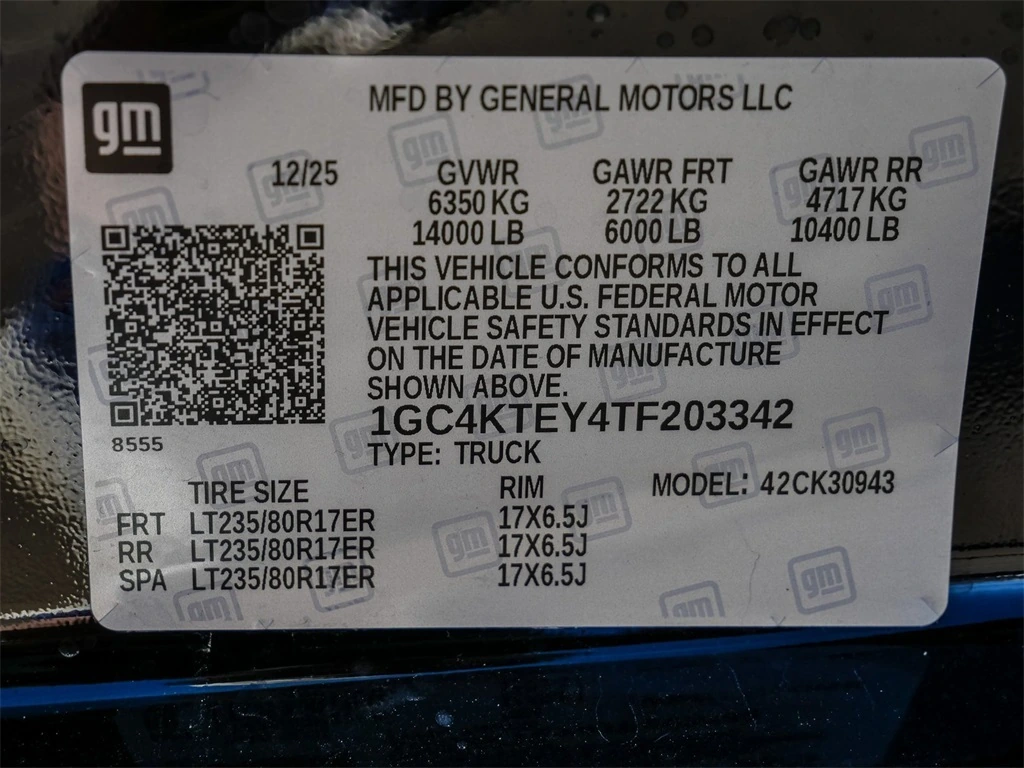 gm
MFD BY GENERAL MOTORS LLC
12/25 GVWR GAWR FRT GAWR RR
6350 KG 2722 KG 4717 KG
14000 LB 6000 LB 10400 LB
THIS VEHICLE CONFORMS TO ALL
APPLICABLE U.S. FEDERAL MOTOR
VEHICLE SAFETY STANDARDS IN EFFECT
ON THE DATE OF MANUFACTURE
SHOWN ABOVE.
1GC4KTEY4TF203342
8555
TYPE: TRUCK
TIRE SIZE RIM MODEL: 42CK30943
FRT LT235/80R17ER 17X6.5J
RR LT235/80R17ER 17X6.5J
SPA LT235/80R17ER 17X6.5J